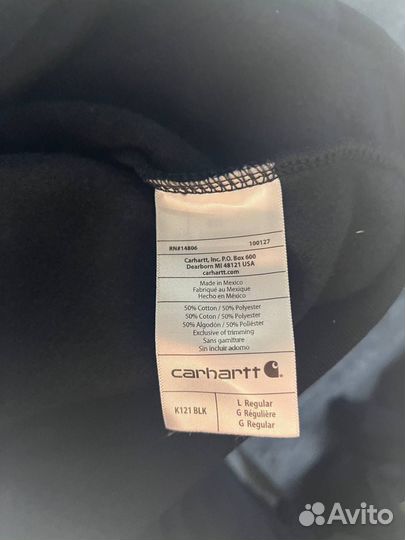 RN#14806 100127
Carhartt, Inc. P.O. Box 600
Dearborn MI 48121 USA
carhartt.com
Made in Mexico
Fabriqué au Mexique
Hecho en México
50% Cotton / 50% Polyester
50% Coton / 50% Polyester
50% Algodón / 50% Poliéster
Exclusive of trimming
Sans garniture
Sin incluir adorno
carhartt
K121 BLK
L Regular
G Régulière
G Regular
Avito